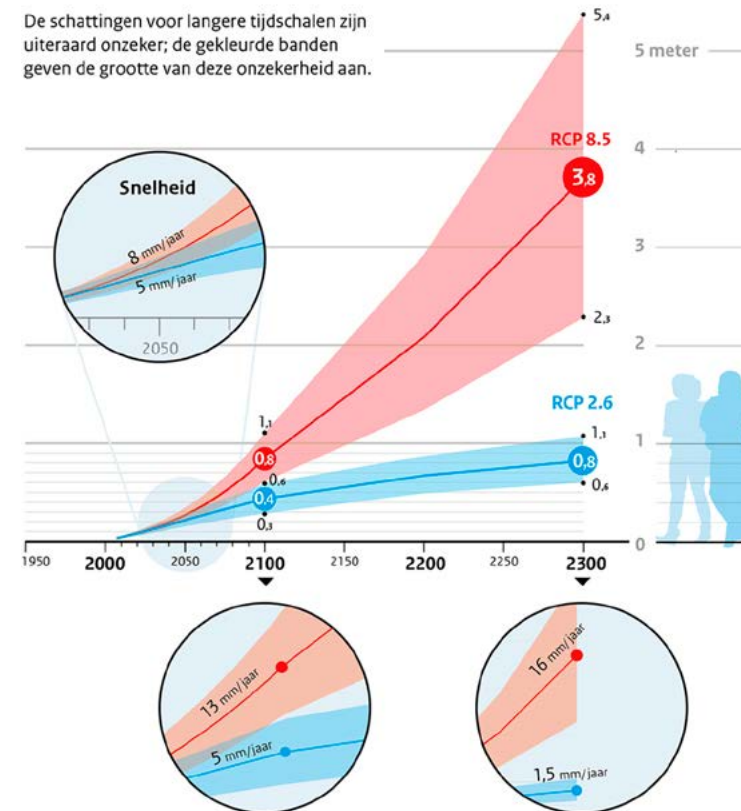 De schattingen voor langere tijdschalen zijn
uiteraard onzeker; de gekleurde banden
geven de grootte van deze onzekerheid aan.
5,4
5 meter
RCP 8.5
4
3,8
Snelheid
8 mm/jaar
5 mm/jaar
2050
3
2,3
2
RCP 2.6
1,1
1,1
1
0,8
0,8
0,6
0,4
0,6
0,3
0
1950
2000
2050
2100
2150
2200
2250
2300
13 mm/jaar
5 mm/jaar
16 mm/jaar
1,5 mm/jaar